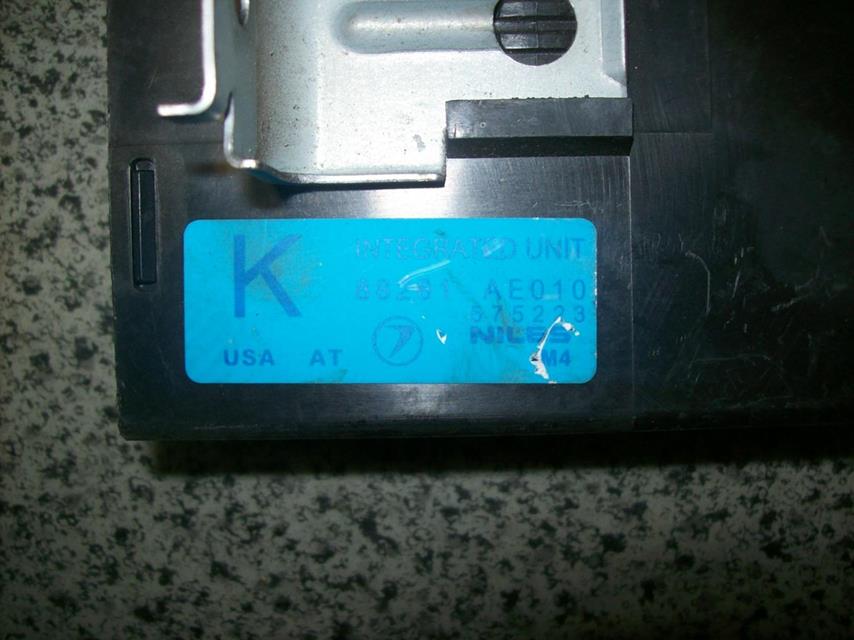 K
INTEGRATED UNIT
88281 AE010
575223
NILES
USA AT
M4